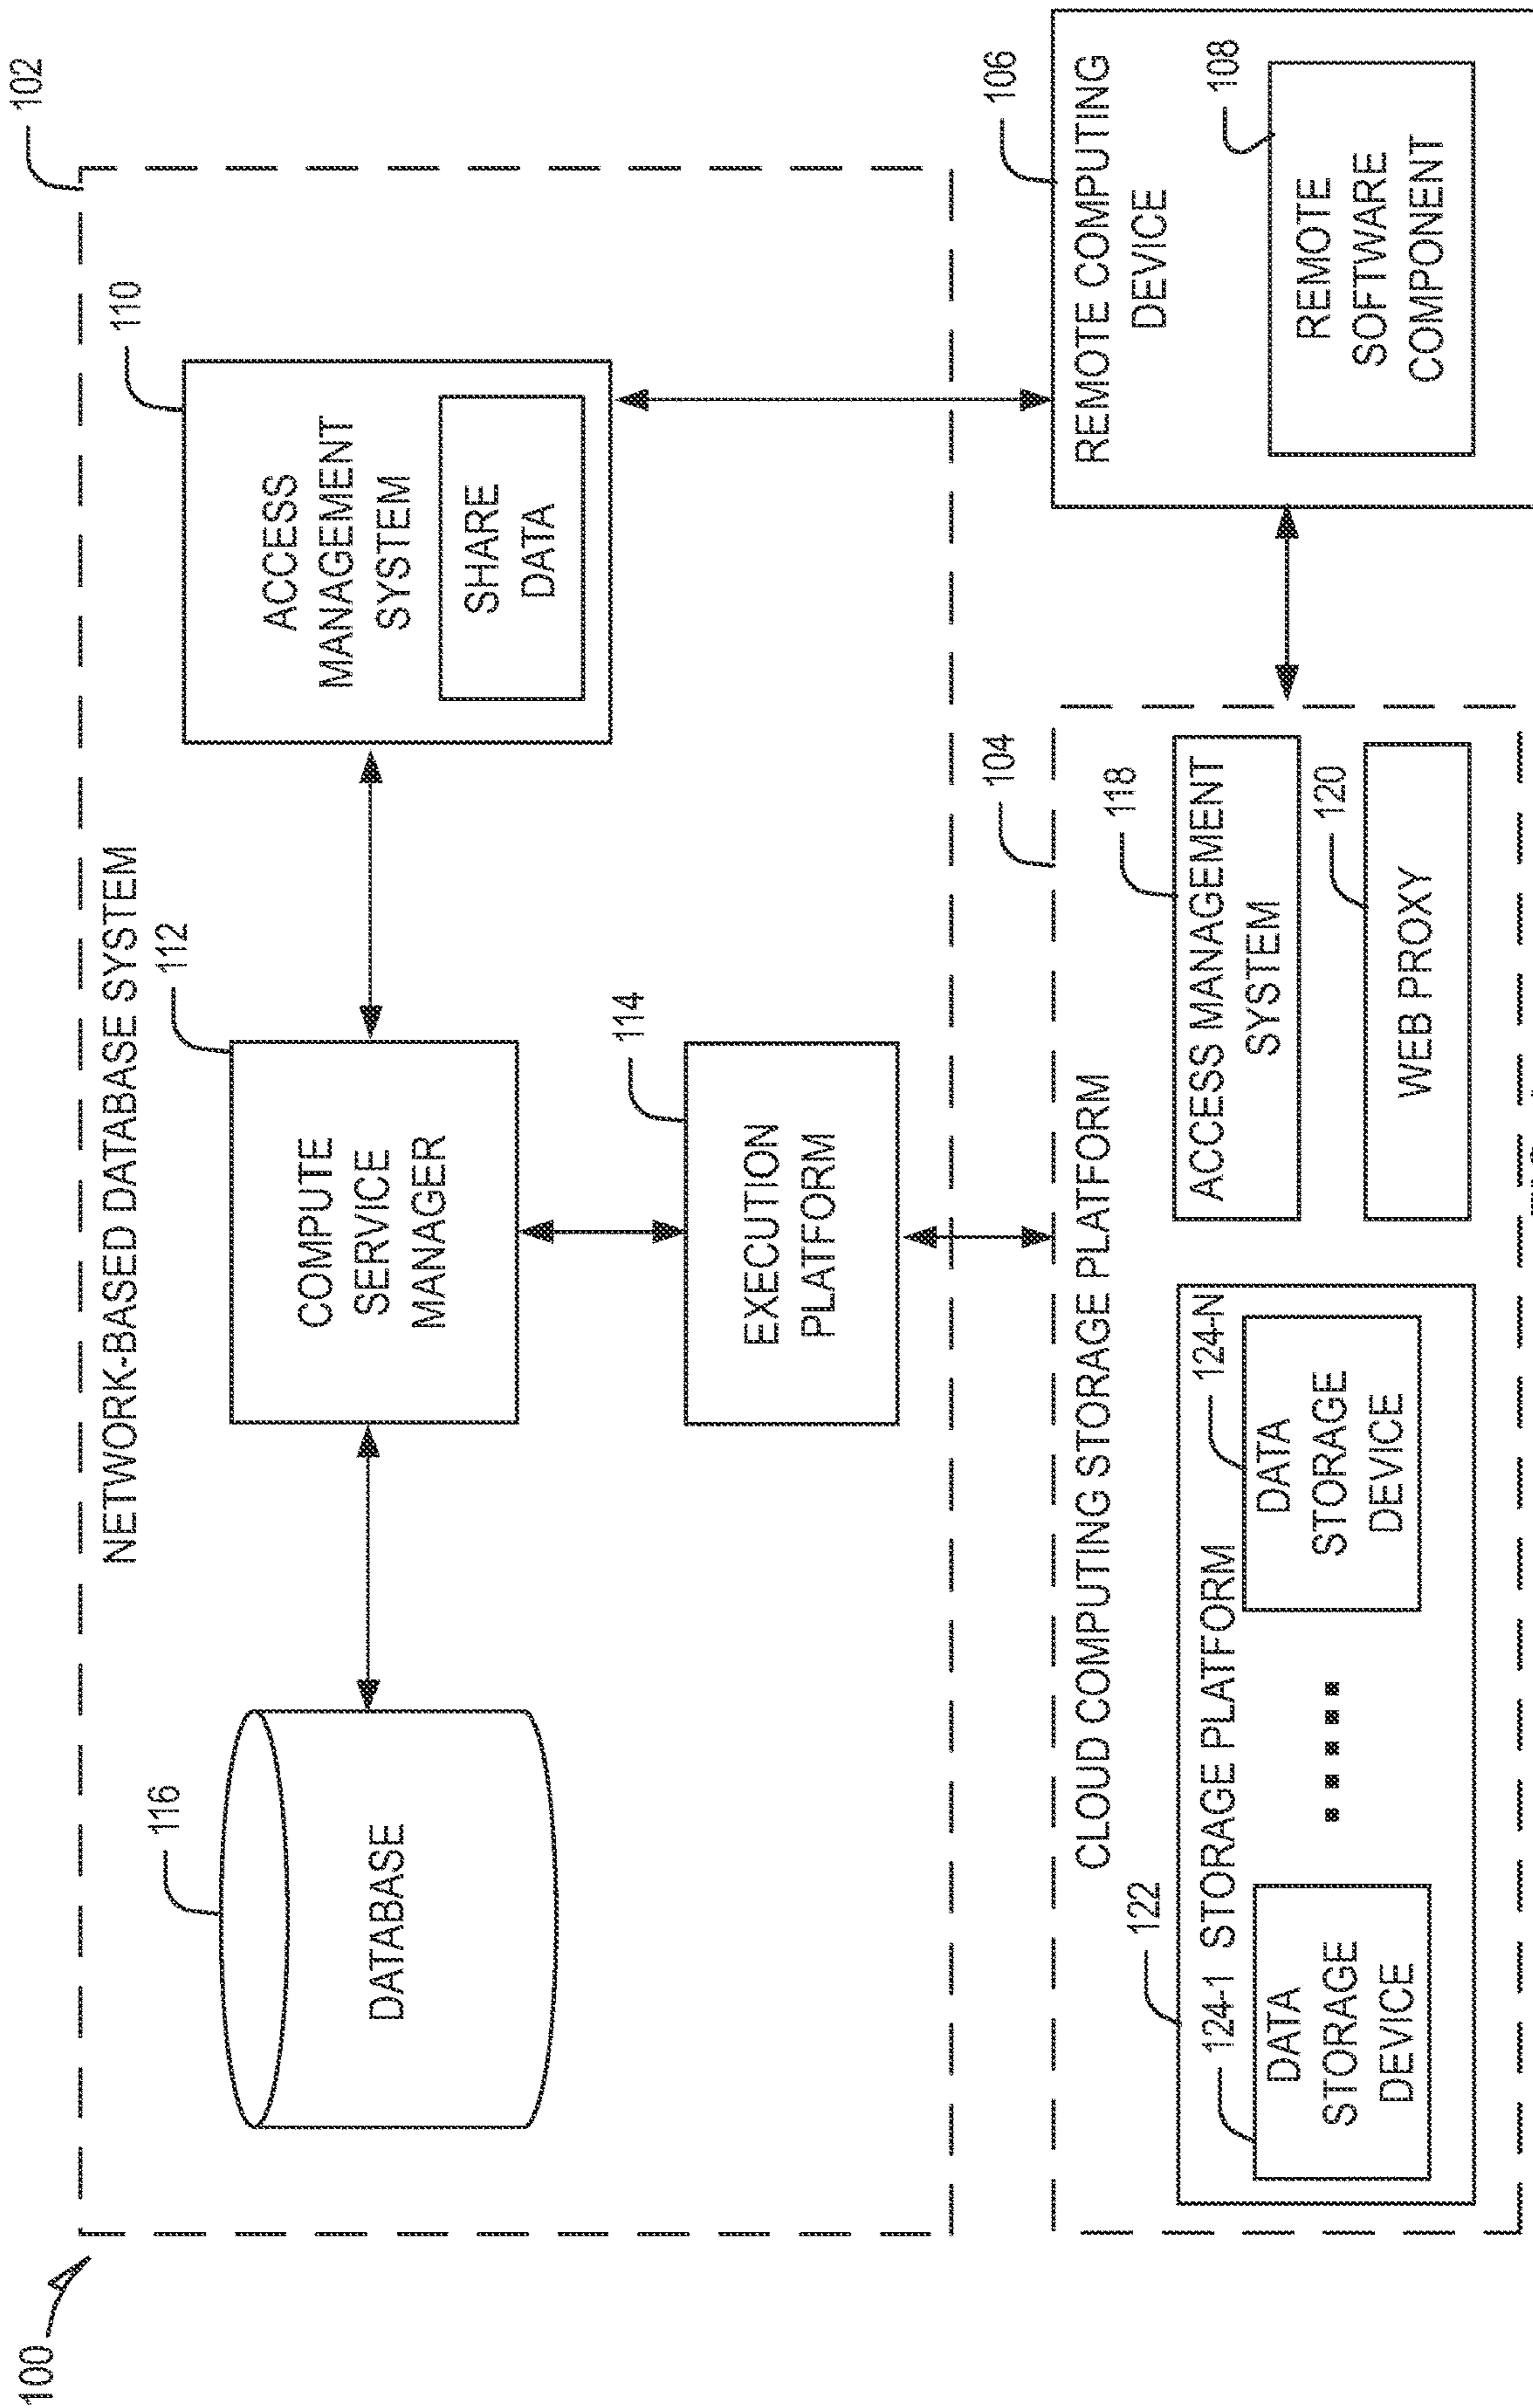 100
102
NETWORK-BASED DATABASE SYSTEM
116
DATABASE
112
COMPUTE
SERVICE
MANAGER
110
ACCESS
MANAGEMENT
SYSTEM
SHARE
DATA
114
EXECUTION
PLATFORM
104
CLOUD COMPUTING STORAGE PLATFORM
122
124-1 STORAGE PLATFORM
124-N
DATA
STORAGE
DEVICE
DATA
STORAGE
DEVICE
118
ACCESS MANAGEMENT
SYSTEM
120
WEB PROXY
106
REMOTE COMPUTING
DEVICE
108
REMOTE
SOFTWARE
COMPONENT